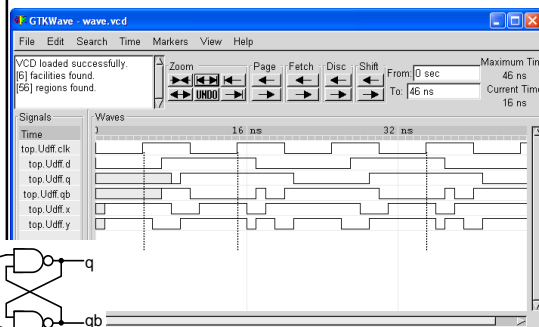 GTKWave - wave.vcd
File Edit Search Time Markers View Help
VCD loaded successfully.
[6] facilities found.
[56] regions found.
Zoom
UNDO
Page
Fetch
Disc
Shift
From: 0 sec
To: 46 ns
Maximum Tim
46 ns
Current Time
16 ns
Signals
Waves
Time
16 ns
32 ns
top.Udff.clk
top.Udff.d
top.Udff.q
top.Udff.qb
top.Udff.x
top.Udff.y
q
qb